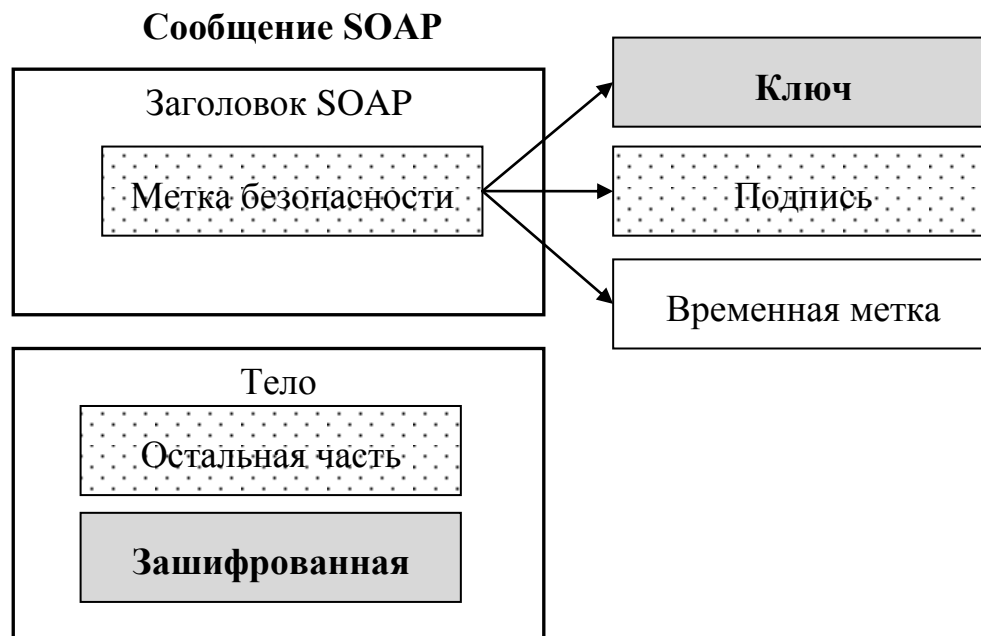 Сообщение SOAP
Заголовок SOAP
Метка безопасности
Ключ
Подпись
Временная метка
Тело
Остальная часть
Зашифрованная